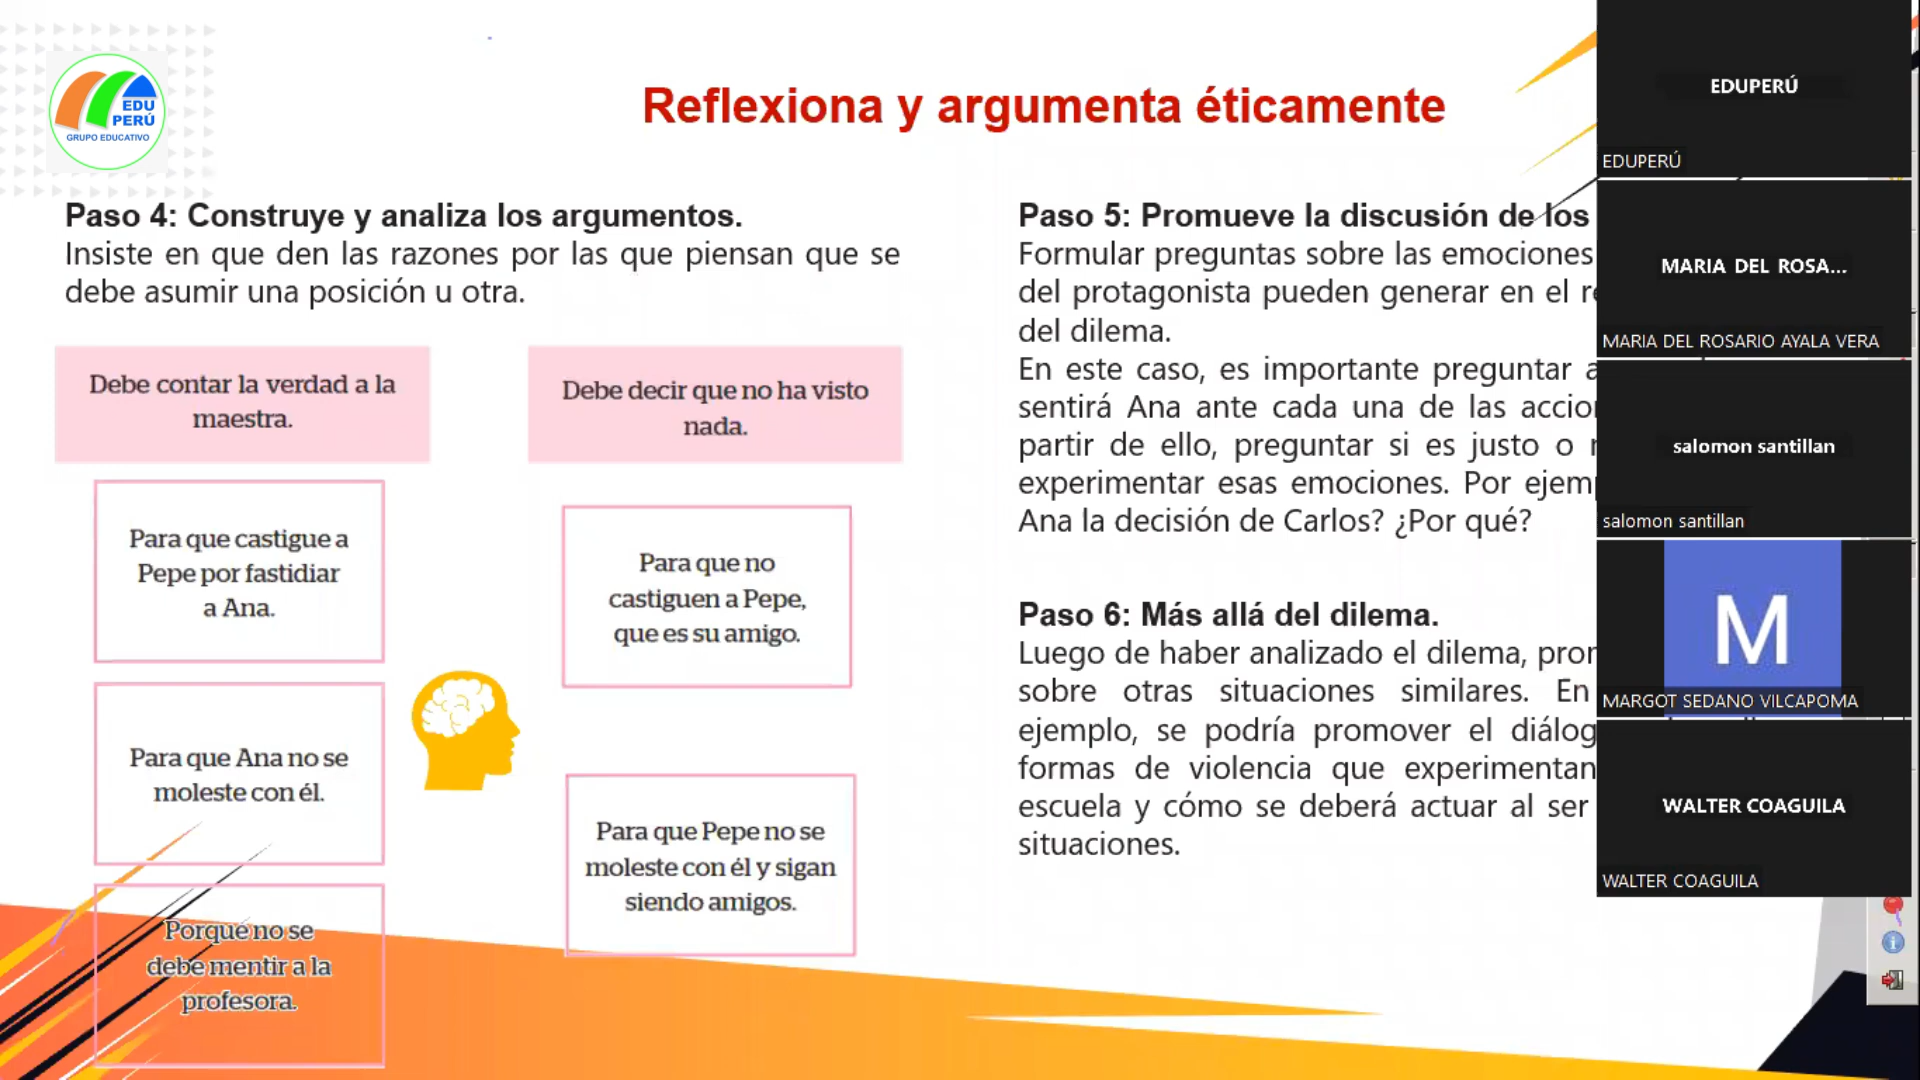 EDU
PERÚ
GRUPO EDUCATIVO
Reflexiona y argumenta éticamente
Paso 4: Construye y analiza los argumentos.
Insiste en que den las razones por las que piensan que se
debe asumir una posición u otra.
Debe contar la verdad a la
maestra.
Para que castigue a
Pepe por fastidiar
a Ana.
Para que Ana no se
moleste con él.
Porque no se
debe mentir a la
profesora.
Debe decir que no ha visto
nada.
Para que no
castiguen a Pepe,
que es su amigo.
Para que Pepe no se
moleste con él y sigan
siendo amigos.
Paso 5: Promueve la discusión de los
Formular preguntas sobre las emociones
del protagonista pueden generar en el
del dilema.
En este caso, es importante preguntar
sentirá Ana ante cada una de las
partir de ello, preguntar si es justo o
experimentar esas emociones. Por
Ana la decisión de Carlos? ¿Por qué?
Paso 6: Más allá del dilema.
Luego de haber analizado el dilema,
sobre otras situaciones similares. En
ejemplo, se podría promover el
formas de violencia que experimentan
escuela y cómo se deberá actuar al ser
situaciones.
EDUPERÚ
EDUPERÚ
MARIA DEL ROSA...
MARIA DEL ROSARIO AYALA VERA
salomon santillan
salomon santillan
M
MARGOT SEDANO VILCAPOMA
WALTER COAGUILA
WALTER COAGUILA